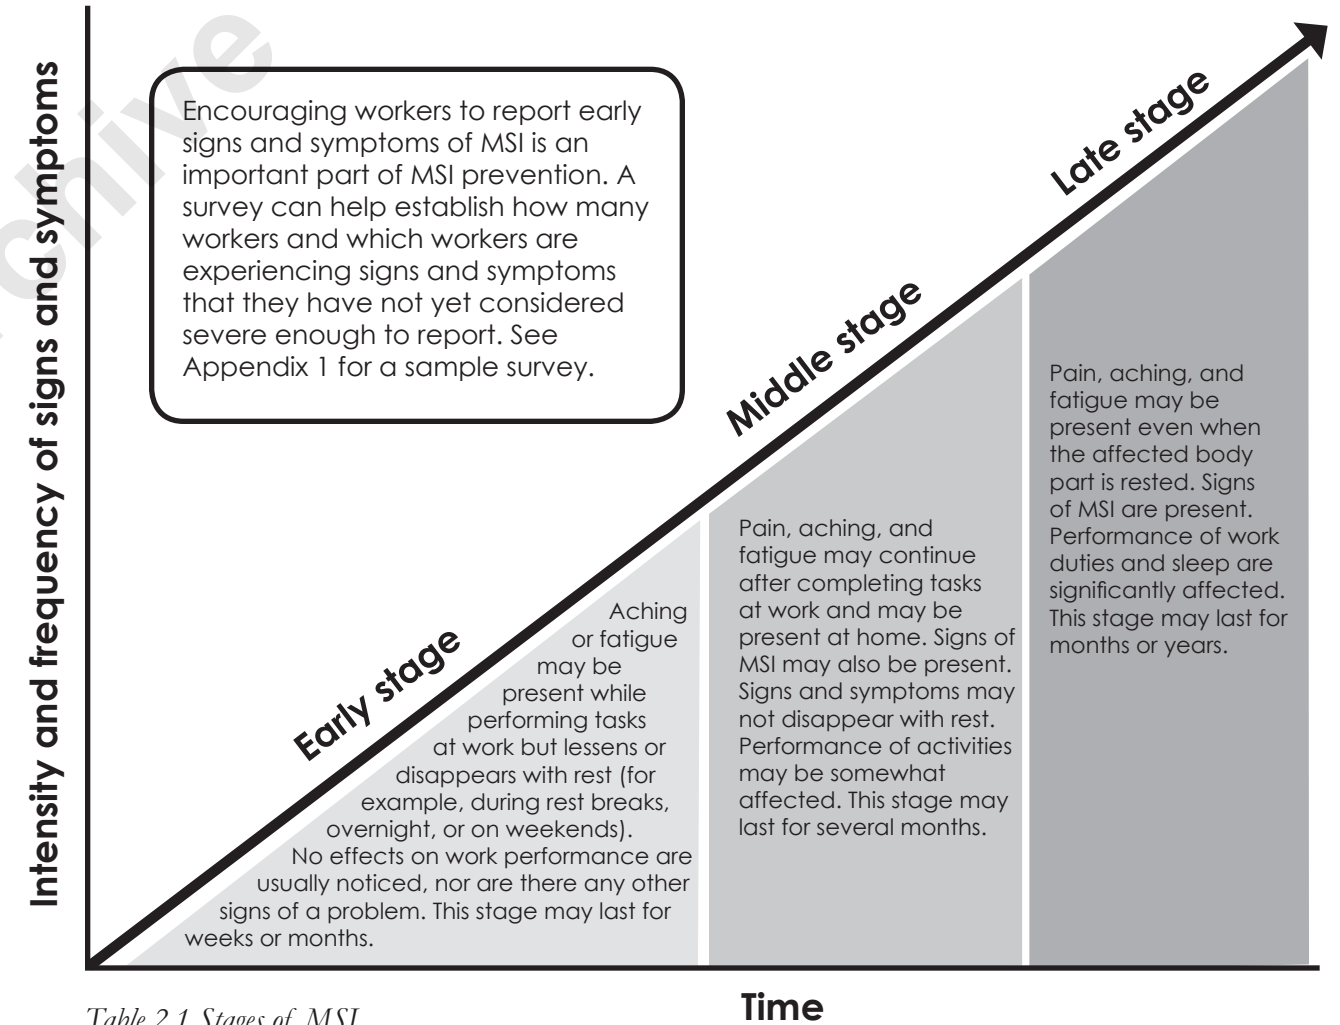 Intensity and frequency of signs and symptoms
Encouraging workers to report early
signs and symptoms of MSI is an
important part of MSI prevention. A
survey can help establish how many
workers and which workers are
experiencing signs and symptoms
that they have not yet considered
severe enough to report. See
Appendix 1 for a sample survey.
Early stage
Aching
or fatigue
may be
present while
performing tasks
at work but lessens or
disappears with rest (for
example, during rest breaks,
overnight, or on weekends).
No effects on work performance are
usually noticed, nor are there any other
signs of a problem. This stage may last for
weeks or months.
Middle stage
Pain, aching, and
fatigue may continue
after completing tasks
at work and may be
present at home. Signs of
MSI may also be present.
Signs and symptoms may
not disappear with rest.
Performance of activities
may be somewhat
affected. This stage may
last for several months.
Late stage
Pain, aching, and
fatigue may be
present even when
the affected body
part is rested. Signs
of MSI are present.
Performance of work
duties and sleep are
significantly affected.
This stage may last for
months or years.
Time
Table 2.1 Stages of MSI